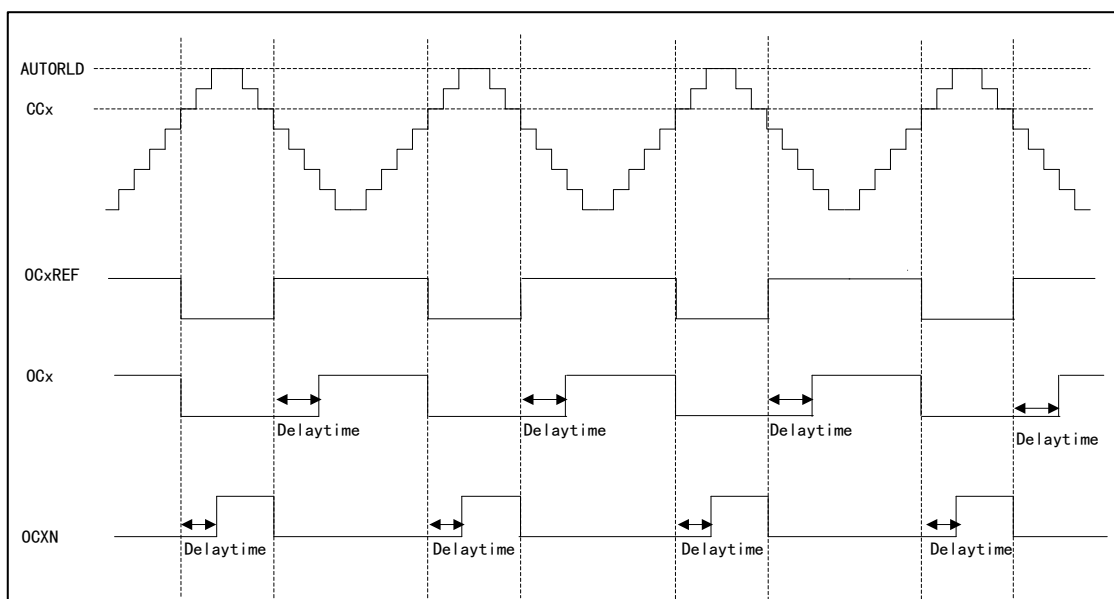 AUTORLD
CCx
OCxREF
OCx
Delaytime
Delaytime
Delaytime
Delaytime
OCXN
Delaytime
Delaytime
Delaytime
Delaytime